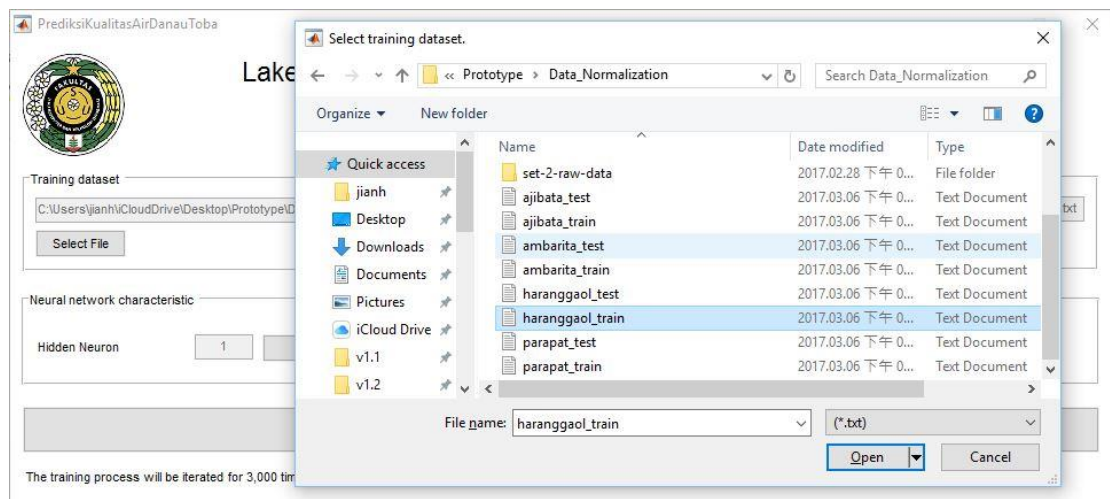 PrediksiKualitasAirDanauToba
Lake
FAKULTAS
Training dataset
C:\Users\jianh\iCloudDrive\Desktop\Prototype\D
txt
Select File
Neural network characteristic
Hidden Neuron
1
The training process will be iterated for 3,000 tim
Select training dataset.
« Prototype > Data_Normalization
Search Data_Normalization
Organize
New folder
Quick access
jianh
Desktop
Downloads
Documents
Pictures
iCloud Drive
v1.1
v1.2
Name Date modified Type
set-2-raw-data 2017.02.28 下午 0... File folder
ajibata_test 2017.03.06 下午 0... Text Document
ajibata_train 2017.03.06 下午 0... Text Document
ambarita_test 2017.03.06 下午 0... Text Document
ambarita_train 2017.03.06 下午 0... Text Document
haranggaol_test 2017.03.06 下午 0... Text Document
haranggaol_train 2017.03.06 下午 0... Text Document
parapat_test 2017.03.06 下午 0... Text Document
parapat_train 2017.03.06 下午 0... Text Document
File name: haranggaol_train
(*.txt)
Open
Cancel